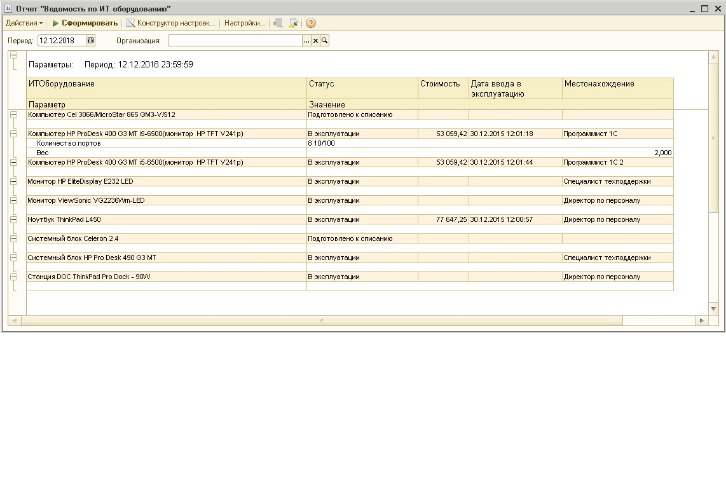 Отчет "Ведомость по ИТ оборудованию"
Действия Сформировать Конструктор настроек... Настройки...
Период: 12.12.2018 Организация
Параметры: Период: 12.12.2018 23:59:59
ИТОборудование Статус Стоимость Дата ввода в эксплуатацию Местонахождение
Параметр Значение
Компьютер Cel 3066/MicroStar 865 GM3-V/512 Подготовлено к списанию
Компьютер HP ProDesk 400 G3 MT i5-6500(монитор HP TFT V241p) В эксплуатации 53 059,42 30.12.2015 12:01:18 Программист 1С
Количество портов 8 10/100
Вес 2,000
Компьютер HP ProDesk 400 G3 MT i5-6500(монитор HP TFT V241p) В эксплуатации 53 059,42 30.12.2015 12:01:44 Программист 1С 2
Монитор HP EliteDisplay E232 LED В эксплуатации Специалист техподдержки
Монитор ViewSonic VG2236Wm-LED В эксплуатации Директор по персоналу
Ноутбук ThinkPad L450 В эксплуатации 77 647,25 30.12.2015 12:00:57 Директор по персоналу
Системный блок Celeron 2.4 Подготовлено к списанию
Системный блок HP Pro Desk 490 G3 MT В эксплуатации Специалист техподдержки
Станция DOC ThinkPad Pro Dock - 90W В эксплуатации Директор по персоналу